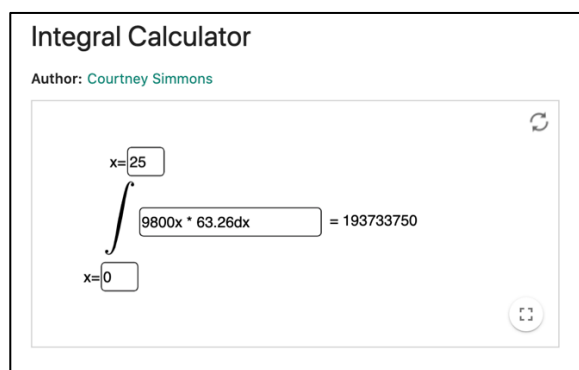 Integral Calculator
Author: Courtney Simmons
x= 25
∫ 9800x * 63.26dx = 193733750
x= 0